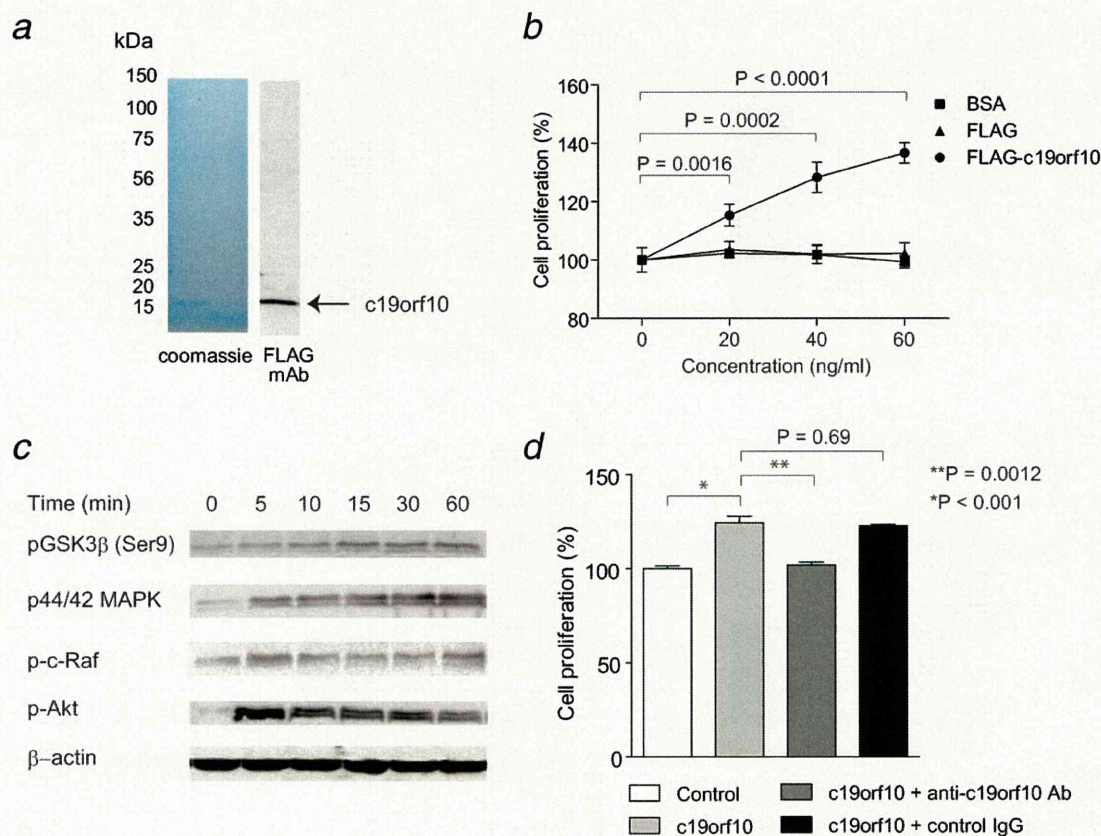 a
kDa
150
100
75
56
35
25
20
15
c19orf10
coomassie
FLAG
mAb
b
Cell proliferation (%)
160
140
120
100
80
P < 0.0001
P = 0.0002
P = 0.0016
BSA
FLAG
FLAG-c19orf10
0 20 40 60
Concentration (ng/ml)
c
Time (min) 0 5 10 15 30 60
pGSK3β (Ser9)
p44/42 MAPK
p-c-Raf
p-Akt
β-actin
d
Cell proliferation (%)
150
100
50
0
P = 0.69
*
**
**P = 0.0012
*P < 0.001
Control
c19orf10
c19orf10 + anti-c19orf10 Ab
c19orf10 + control IgG